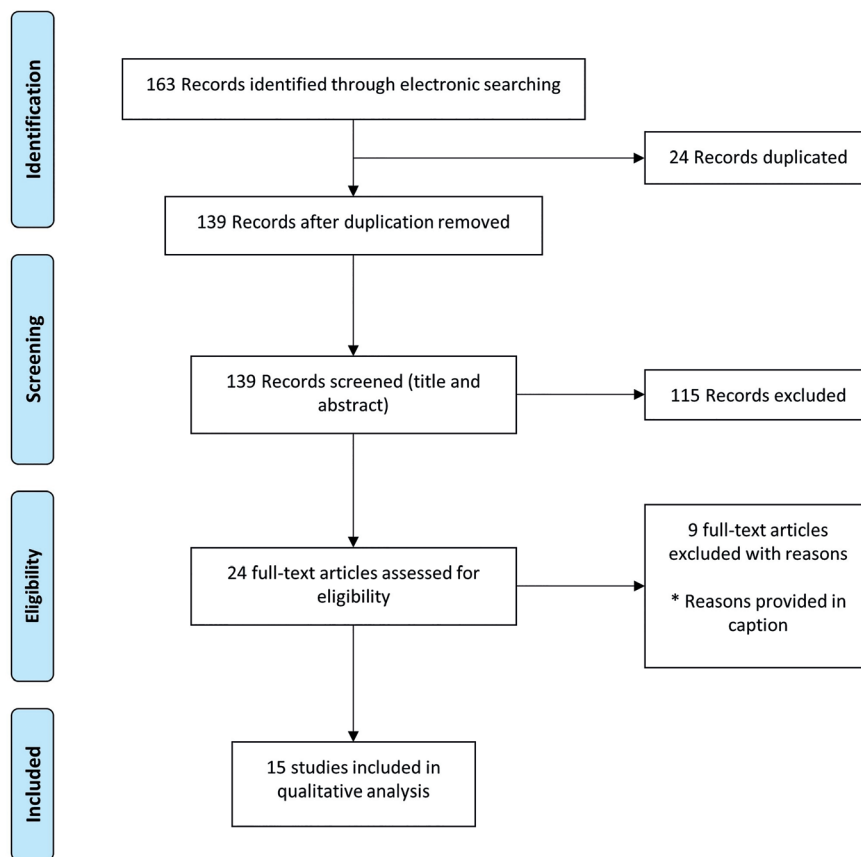 Identification
163 Records identified through electronic searching
24 Records duplicated
139 Records after duplication removed
Screening
139 Records screened (title and
abstract)
115 Records excluded
Eligibility
24 full-text articles assessed for
eligibility
9 full-text articles
excluded with reasons
* Reasons provided in
caption
Included
15 studies included in
qualitative analysis